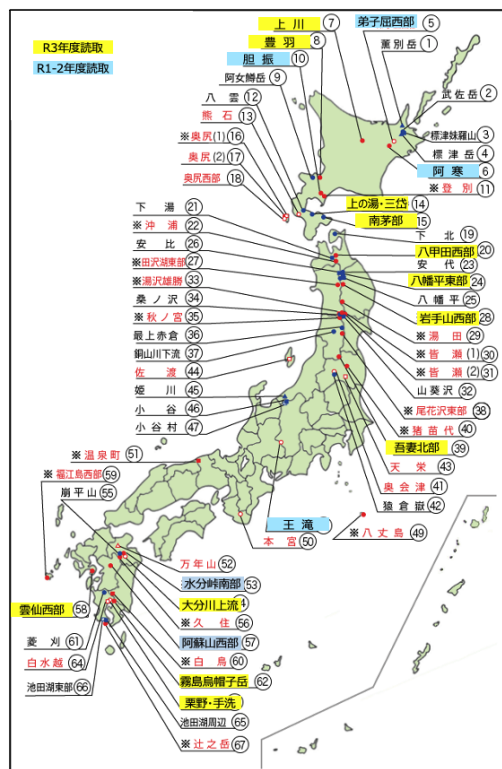 R3年度読取
R1-2年度読取
上川 ⑦
豊羽 ⑧
胆振 ⑩
阿女鱒岳 ⑨
八雲 ⑫
熊石 ⑬
※奥尻(1) ⑯
奥尻(2) ⑰
奥尻西部 ⑱
弟子屈西部 ⑤
薫別岳 ①
武佐岳 ②
標津妹羅山 ③
標津岳 ④
阿寒 ⑥
※登別 ⑪
上の湯・三岱 ⑭
南茅部 15
下北 ⑲
八甲田西部 ⑳
安代 ㉓
八幡平東部 ㉔
八幡平 ㉕
岩手山西部 ㉘
※湯田 ㉙
※皆瀬(1) ㉚
※皆瀬(2) ㉛
山葵沢 ㉜
※尾花沢東部 ㊳
※猪苗代 ㊵
吾妻北部 ㊴
天栄 ㊸
奥会津 ㊶
猿倉嶽 ㊷
※八丈島 ㊾
下湯 ㉑
※沖浦 ㉒
安比 ㉖
※田沢湖東部 ㉗
※湯沢雄勝 ㉝
桑ノ沢 ㉞
※秋ノ宮 ㉟
最上赤倉 ㊱
銅山川下流 ㊲
佐渡 ㊹
姫川 ㊺
小谷 ㊻
小谷村 ㊼
※温泉町 51
※福江島西部 59
崩平山 55
王滝
本宮 ㊿
万年山 52
水分峠南部 53
大分川上流 4
※久住 56
阿蘇山西部 57
※白鳥 60
霧島烏帽子岳 62
栗野・手洗
池田湖周辺 65
※辻之岳 67
雲仙西部 58
菱刈 61
白水越 64
池田湖東部 66